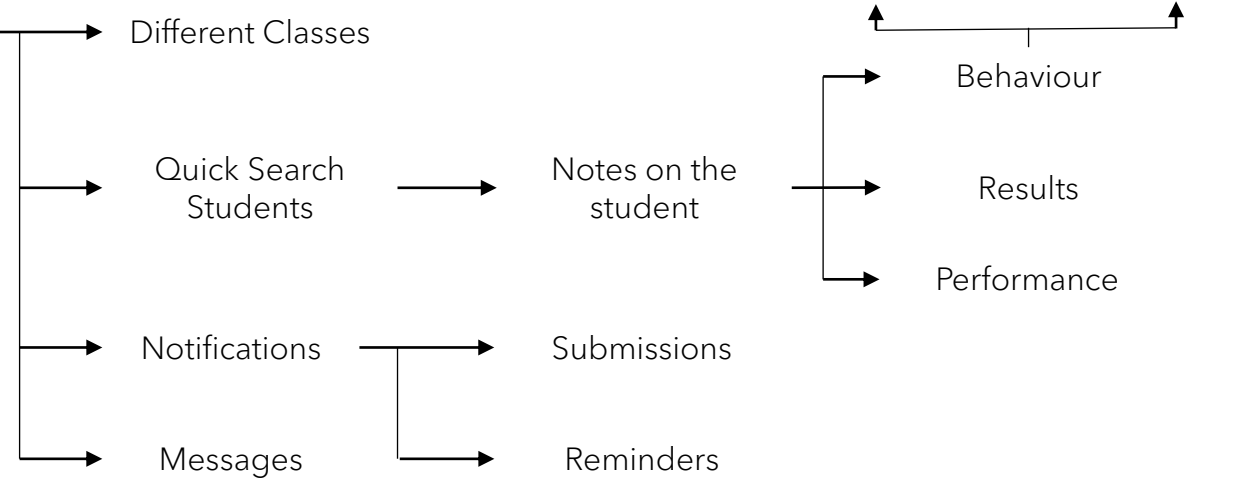 Different Classes
Behaviour
Quick Search
Students
Notes on the
student
Results
Performance
Notifications
Submissions
Messages
Reminders